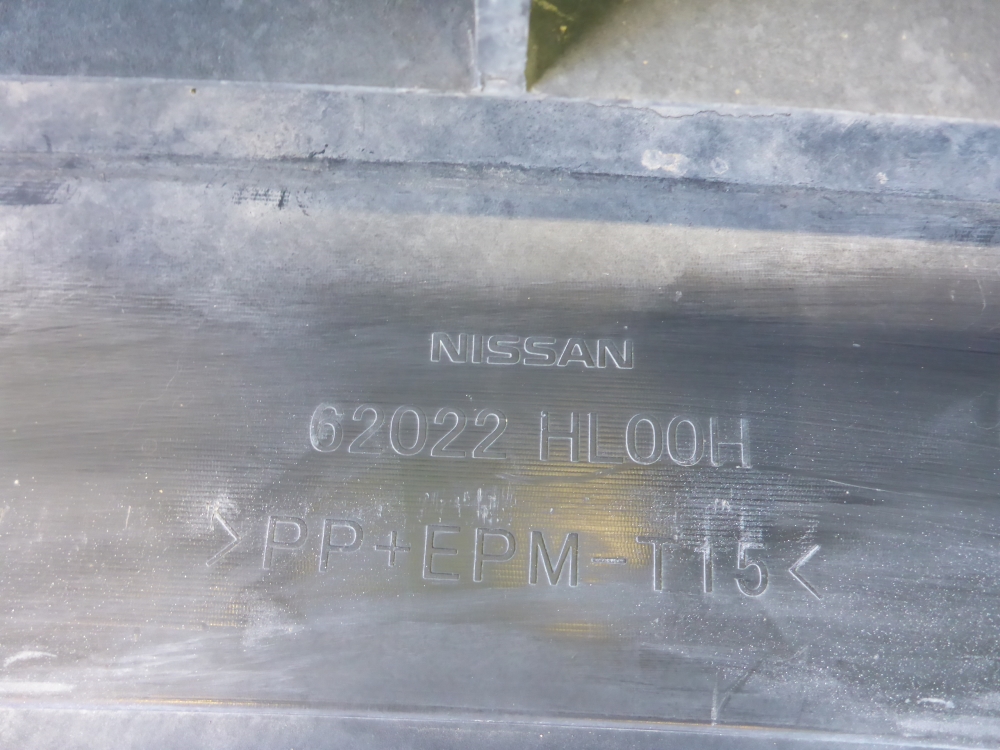 NISSAN
62022 HL00H
>PP+EPM-T15<